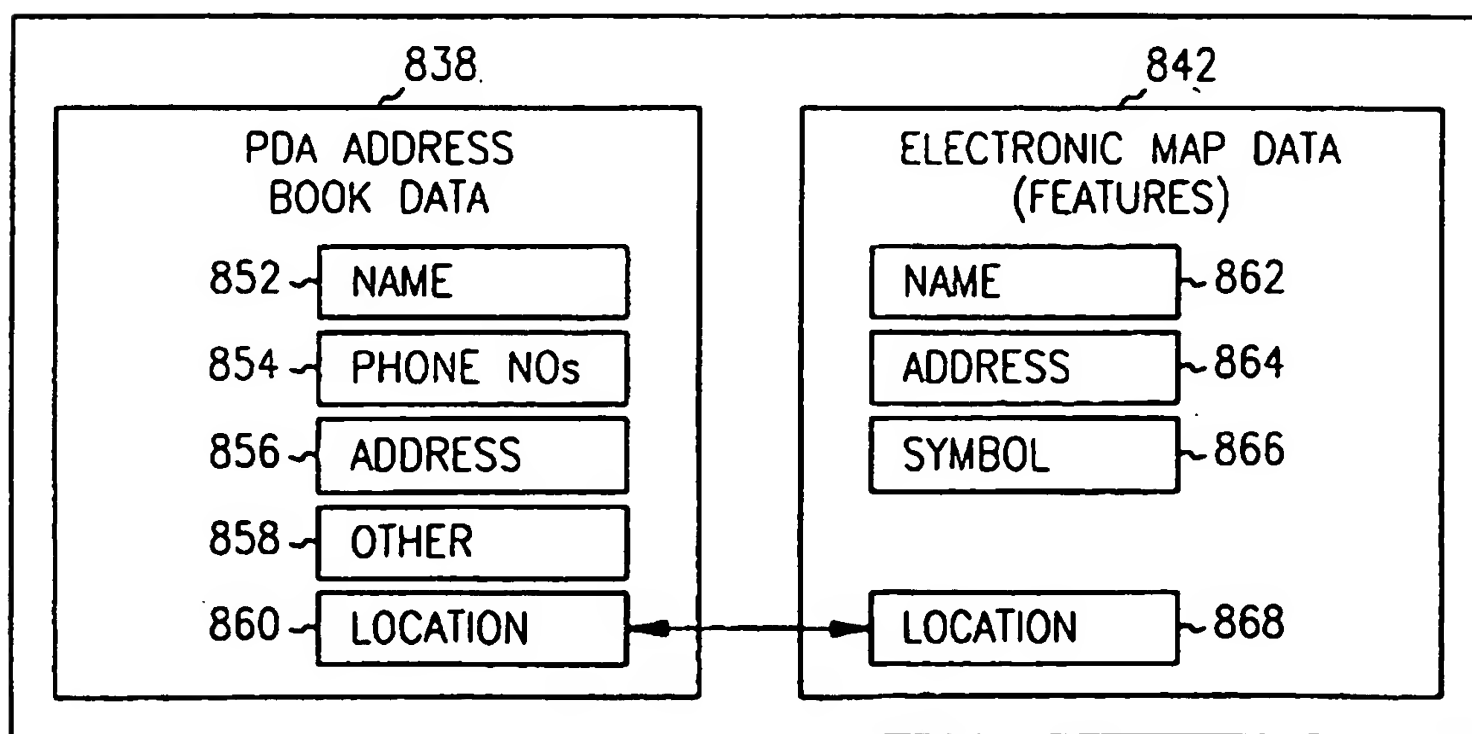 838
PDA ADDRESS
BOOK DATA
852
NAME
854
PHONE NOs
856
ADDRESS
858
OTHER
860
LOCATION
842
ELECTRONIC MAP DATA
(FEATURES)
NAME
862
ADDRESS
864
SYMBOL
866
LOCATION
868